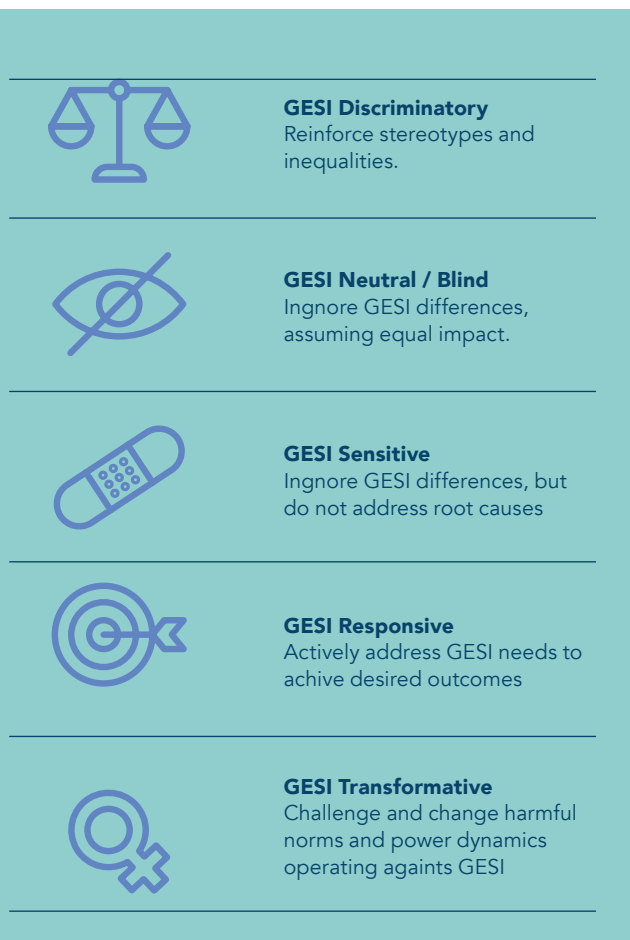 GESI Discriminatory
Reinforce stereotypes and
inequalities.
GESI Neutral / Blind
Ingnore GESI differences,
assuming equal impact.
GESI Sensitive
Ingnore GESI differences, but
do not address root causes
GESI Responsive
Actively address GESI needs to
achive desired outcomes
GESI Transformative
Challenge and change harmful
norms and power dynamics
operating againts GESI